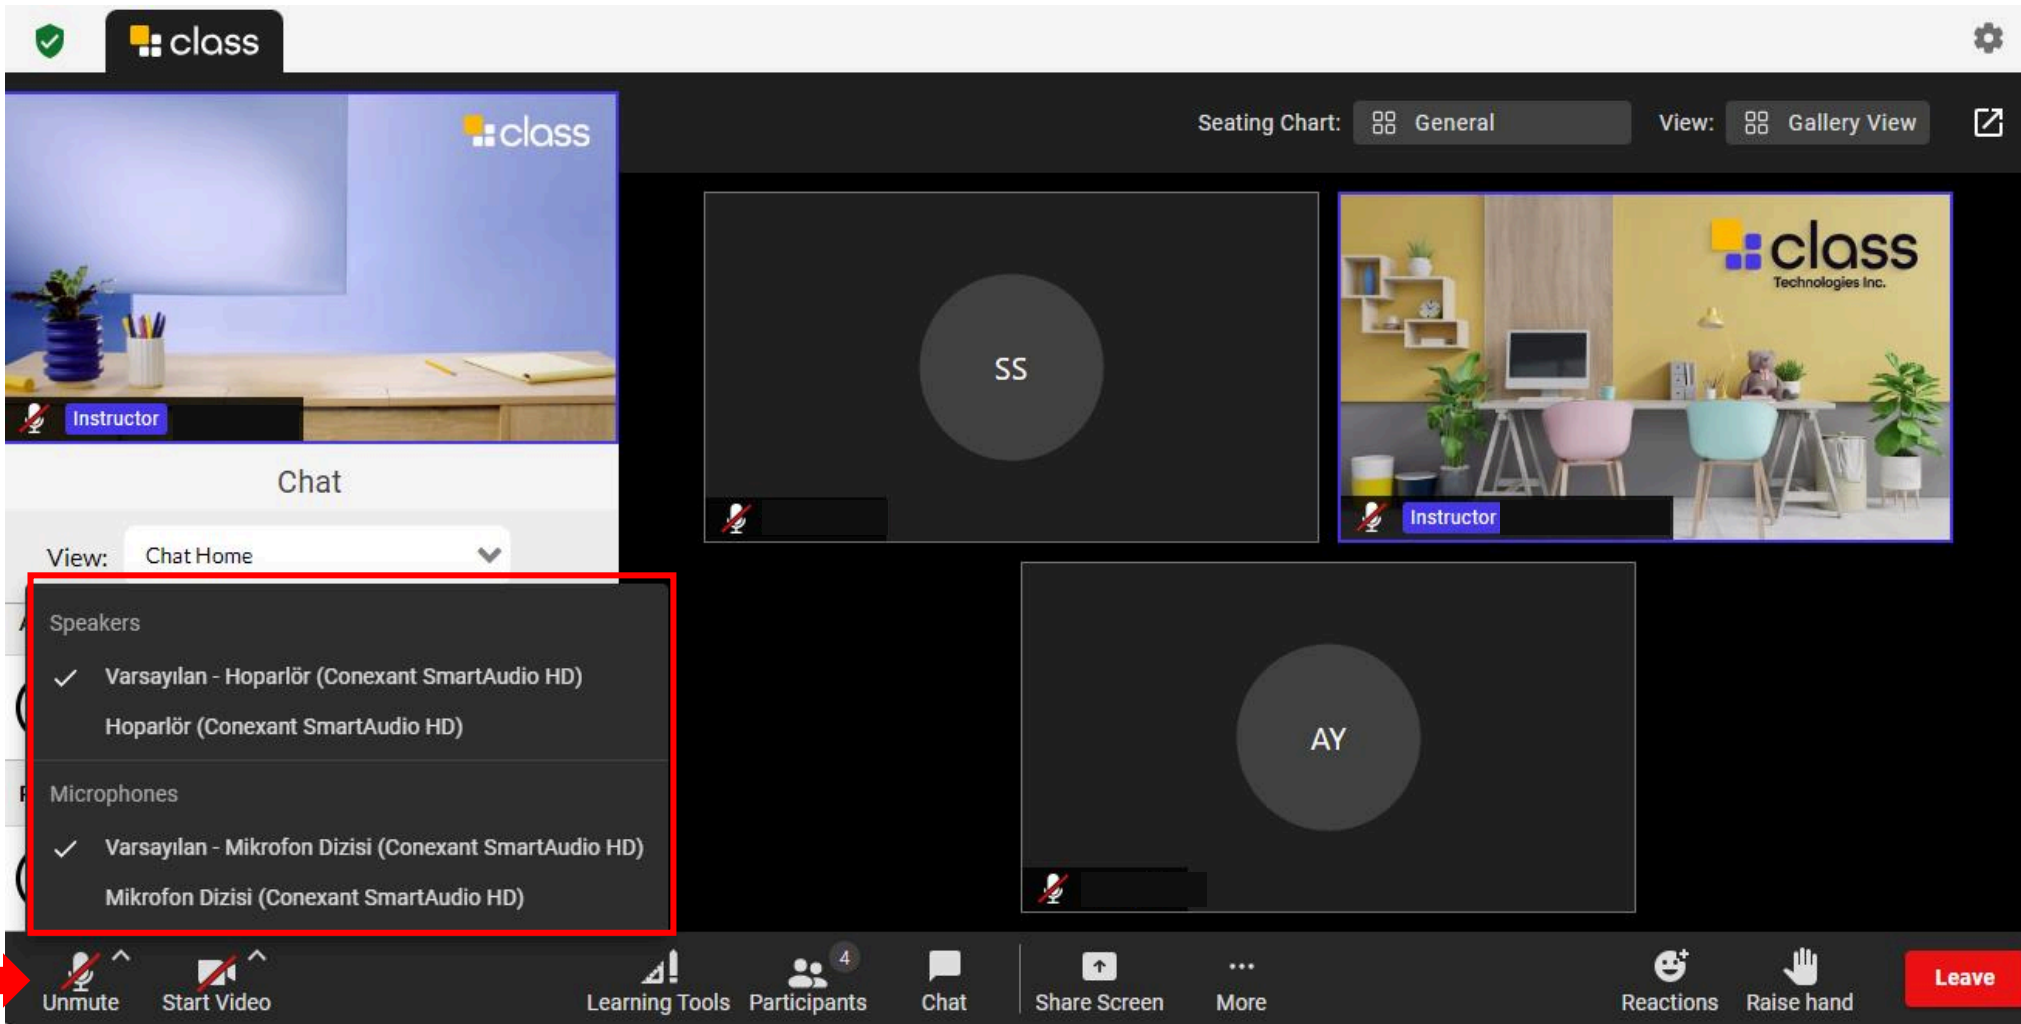 class
class
Seating Chart:
General
View:
Gallery View
class
Technologies Inc.
SS
Instructor
Instructor
Chat
View:
Chat Home
Speakers
Varsayılan - Hoparlör (Conexant SmartAudio HD)
Hoparlör (Conexant SmartAudio HD)
Microphones
Varsayılan - Mikrofon Dizisi (Conexant SmartAudio HD)
Mikrofon Dizisi (Conexant SmartAudio HD)
AY
Unmute
Start Video
Learning Tools
4
Participants
Chat
Share Screen
More
Reactions
Raise hand
Leave